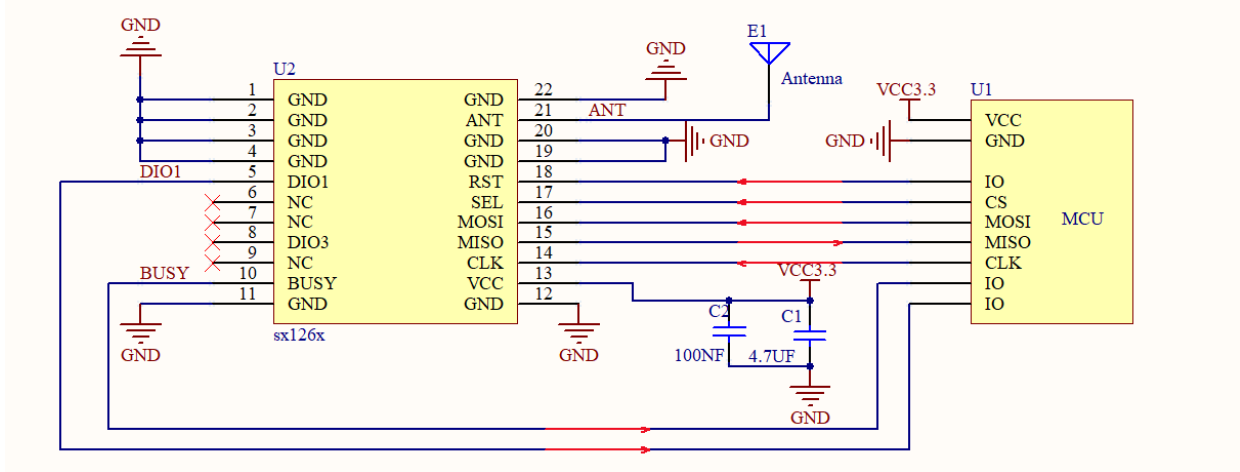 GND
E1
GND
U2
Antenna
VCC3.3
U1
1 GND
GND 22
2 GND
ANT 21
ANT
VCC
3 GND
GND 20
GND
GND
GND
4 GND
GND 19
DIO1
5 DIO1
RST 18
IO
6 NC
SEL 17
CS
7 NC
MOSI 16
MOSI
MCU
8 DIO3
MISO 15
MISO
9 NC
CLK 14
CLK
BUSY
10 BUSY
VCC 13
VCC3.3
IO
11 GND
GND 12
IO
C2
C1
sx126x
GND
GND
100NF
4.7UF
GND